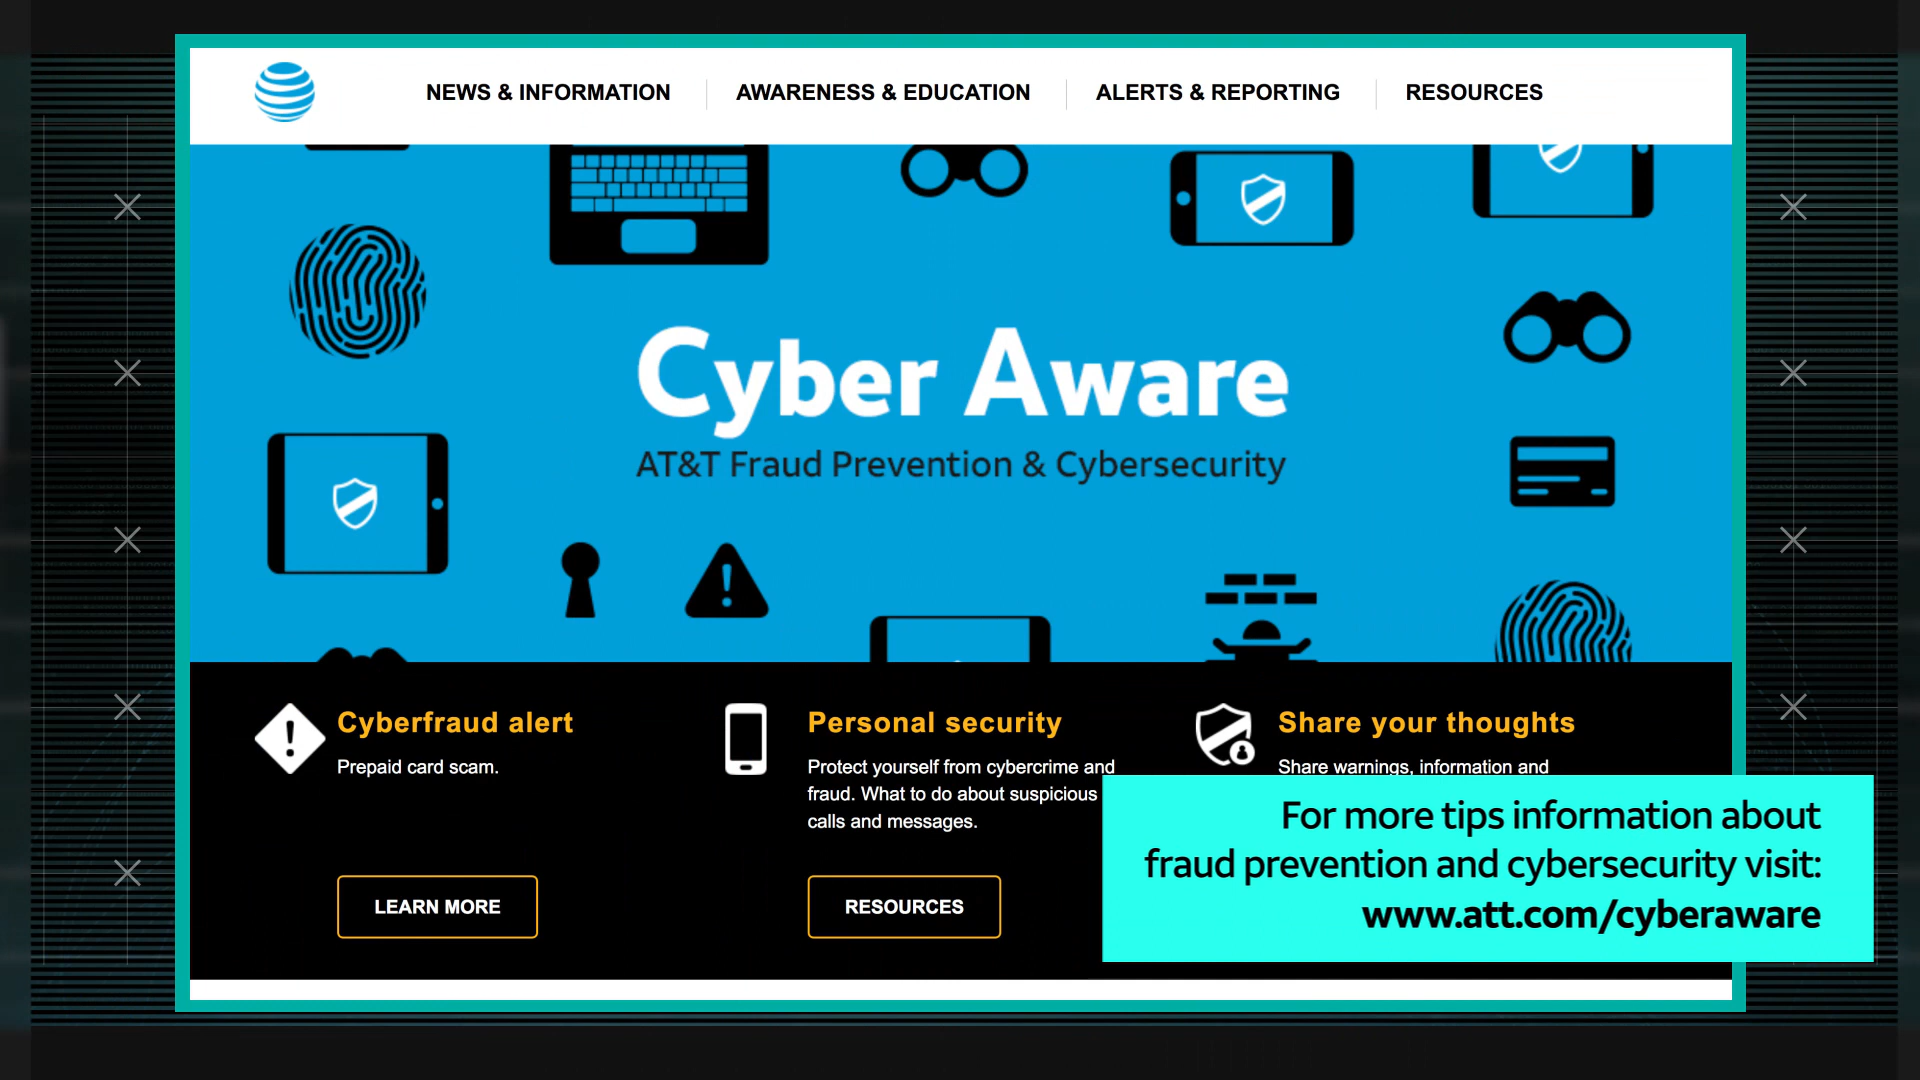 NEWS & INFORMATION
AWARENESS & EDUCATION
ALERTS & REPORTING
RESOURCES
Cyber Aware
AT&T Fraud Prevention & Cybersecurity
Cyberfraud alert
Prepaid card scam.
LEARN MORE
Personal security
Protect yourself from cybercrime and
fraud. What to do about suspicious
calls and messages.
RESOURCES
Share your thoughts
Share warnings, information and
For more tips information about
fraud prevention and cybersecurity visit:
www.att.com/cyberaware